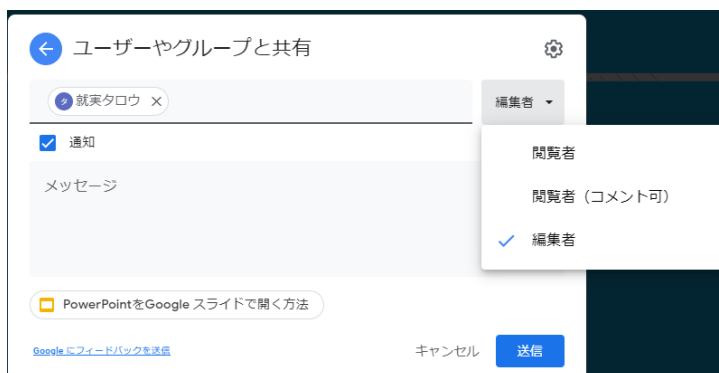 ユーザーやグループと共有
タ 就実タロウ ×
編集者
通知
閲覧者
メッセージ
閲覧者（コメント可）
編集者
PowerPointをGoogle スライドで開く方法
Google にフィードバックを送信
キャンセル
送信